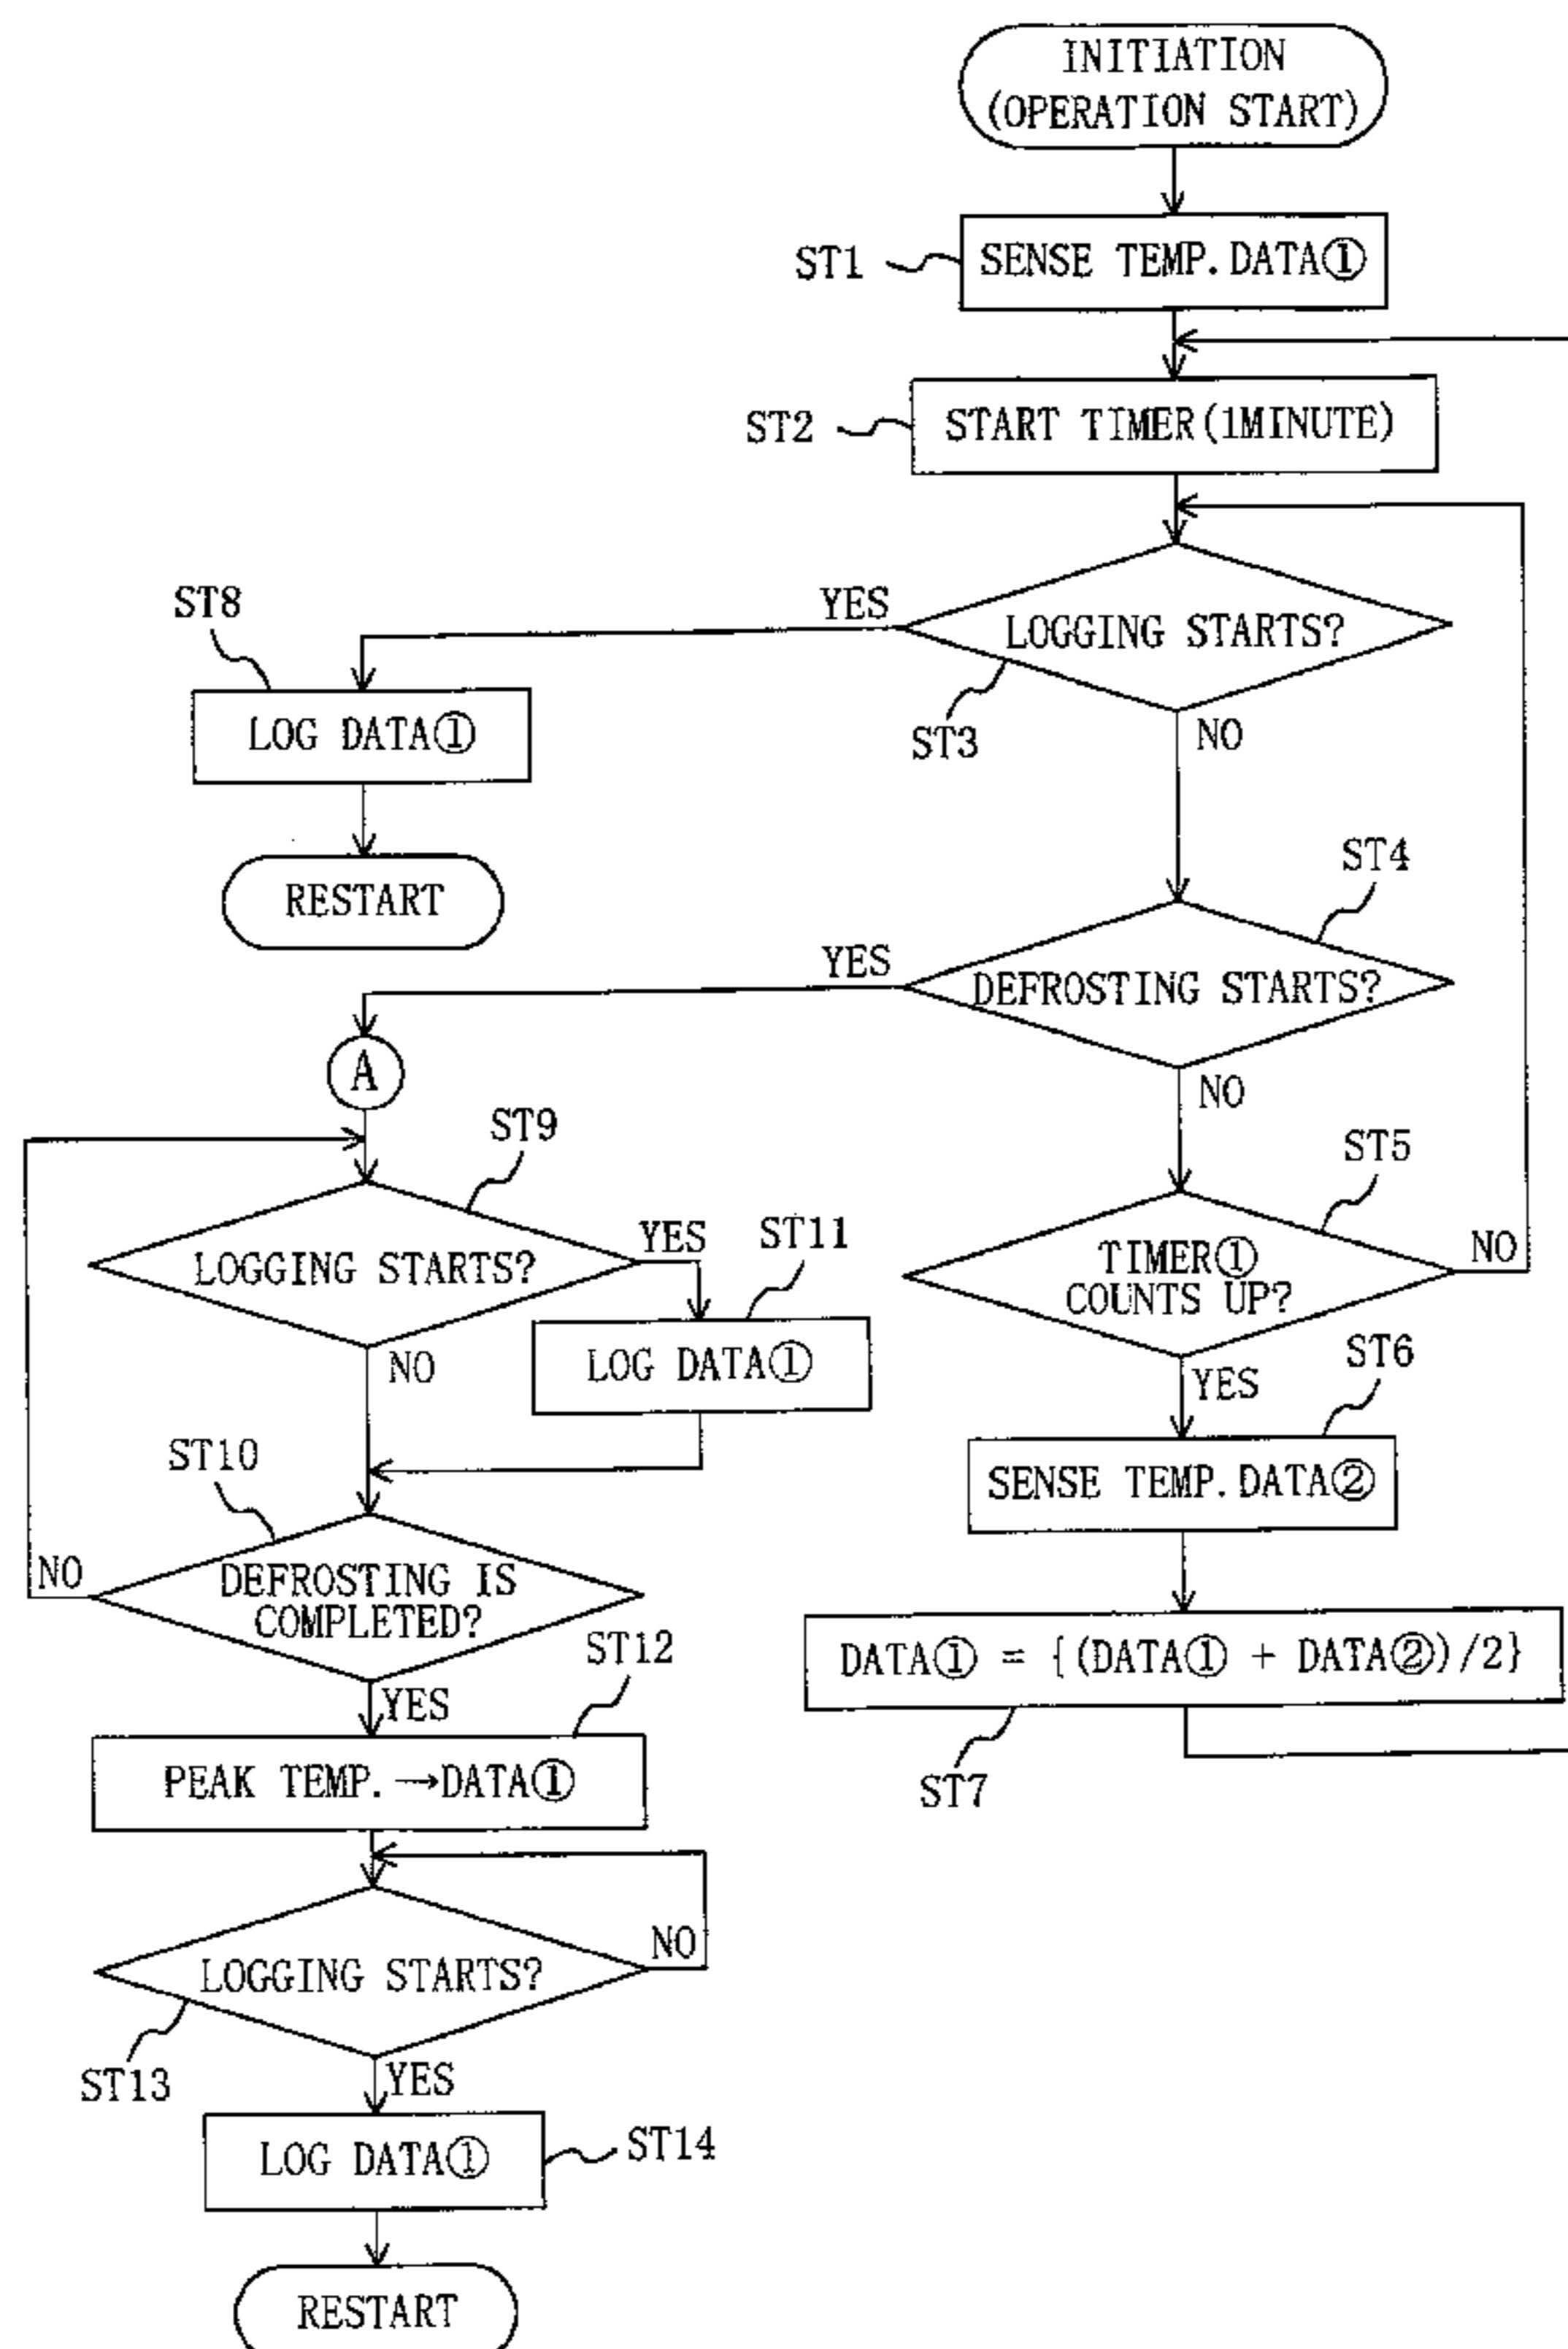 INITIATION
(OPERATION START)
ST1
SENSE TEMP.DATA①
ST2
START TIMER(1MINUTE)
ST8
YES
LOGGING STARTS?
LOG DATA①
ST3
NO
RESTART
ST4
YES
DEFROSTING STARTS?
A
NO
ST9
ST5
YES
ST11
LOGGING STARTS?
TIMER①
COUNTS UP?
NO
NO
LOG DATA①
ST6
YES
ST10
SENSE TEMP.DATA②
NO
DEFROSTING IS
COMPLETED?
ST12
DATA① = {(DATA① + DATA②)/2}
YES
PEAK TEMP.→DATA①
ST7
NO
LOGGING STARTS?
ST13
YES
LOG DATA①
ST14
RESTART